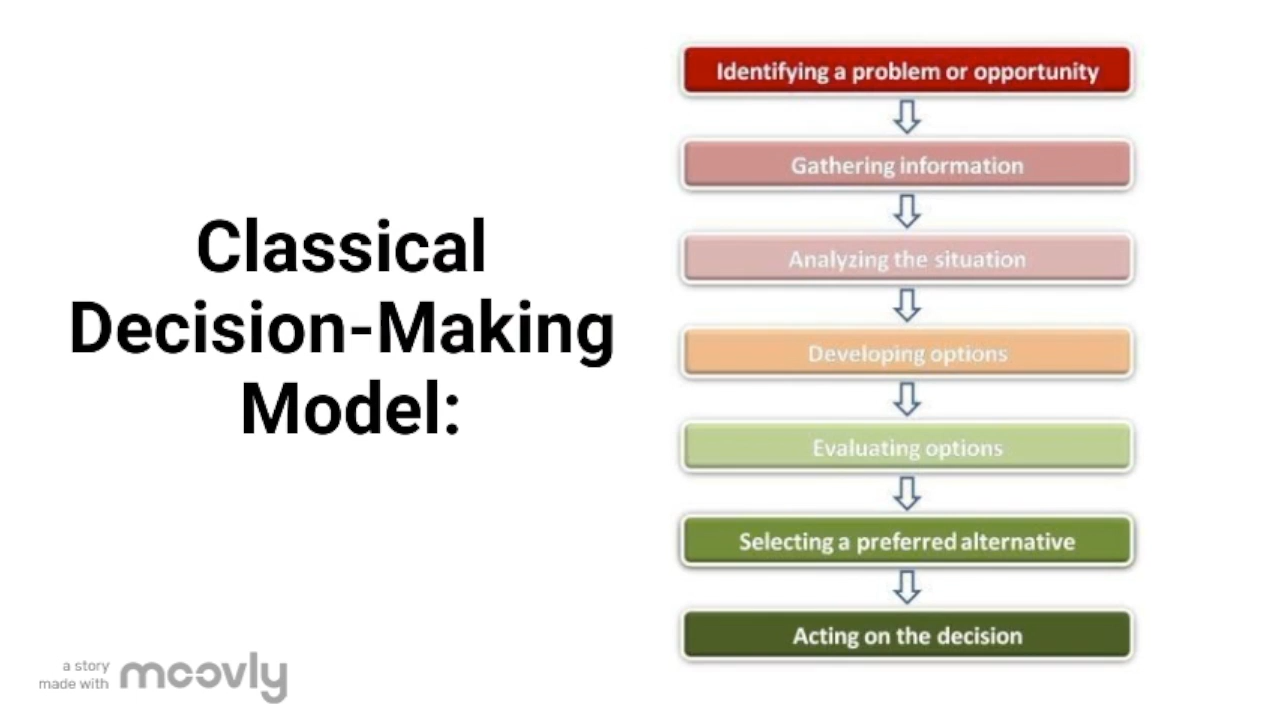 Classical
Decision-Making
Model:
Identifying a problem or opportunity
Gathering information
Analyzing the situation
Developing options
Evaluating options
Selecting a preferred alternative
Acting on the decision
a story
made with moovly